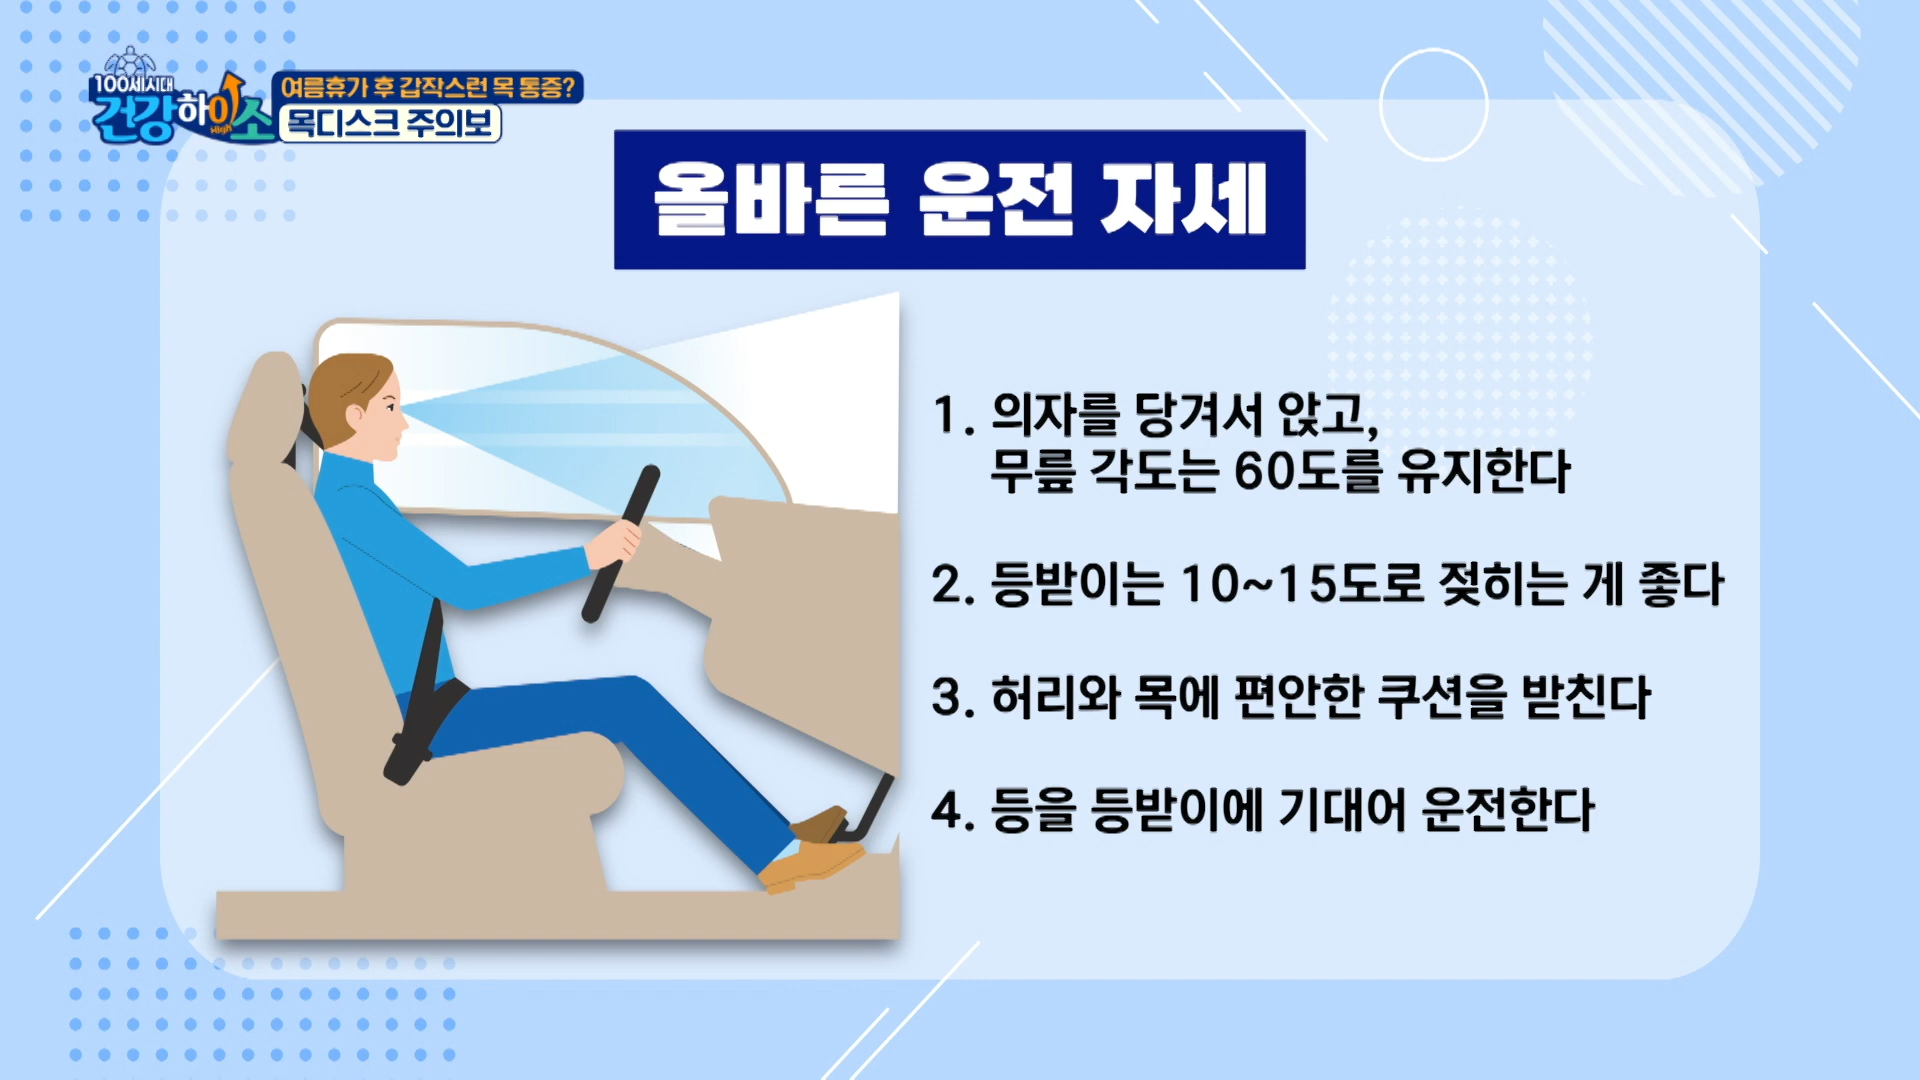 100세시대
건강하이소
High
여름휴가 후 갑작스런 목 통증?
목디스크 주의보
올바른 운전 자세
1. 의자를 당겨서 앉고,
무릎 각도는 60도를 유지한다
2. 등받이는 10~15도로 젖히는 게 좋다
3. 허리와 목에 편안한 쿠션을 받친다
4. 등을 등받이에 기대어 운전한다